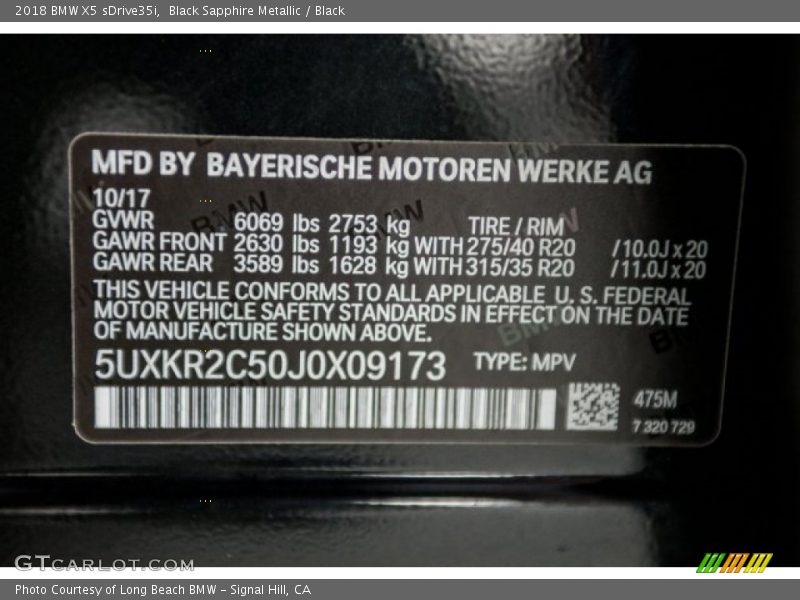 2018 BMW X5 sDrive35i,  Black Sapphire Metallic / Black
MFD BY BAYERISCHE MOTOREN WERKE AG
10/17
GVWR 6069 lbs 2753 kg TIRE / RIM
GAWR FRONT 2630 lbs 1193 kg WITH 275/40 R20 /10.0J x 20
GAWR REAR 3589 lbs 1628 kg WITH 315/35 R20 /11.0J x 20
THIS VEHICLE CONFORMS TO ALL APPLICABLE U. S. FEDERAL
MOTOR VEHICLE SAFETY STANDARDS IN EFFECT ON THE DATE
OF MANUFACTURE SHOWN ABOVE.
5UXKR2C50J0X09173 TYPE: MPV
475M
7 320 729
GTCARLOT.COM
Photo Courtesy of Long Beach BMW - Signal Hill, CA